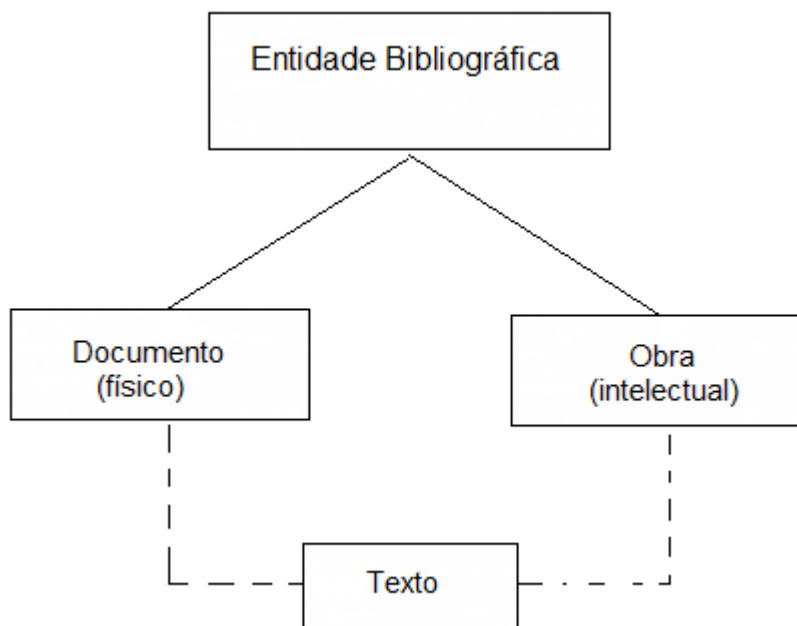 Entidade Bibliográfica
Documento
(físico)
Obra
(intelectual)
Texto